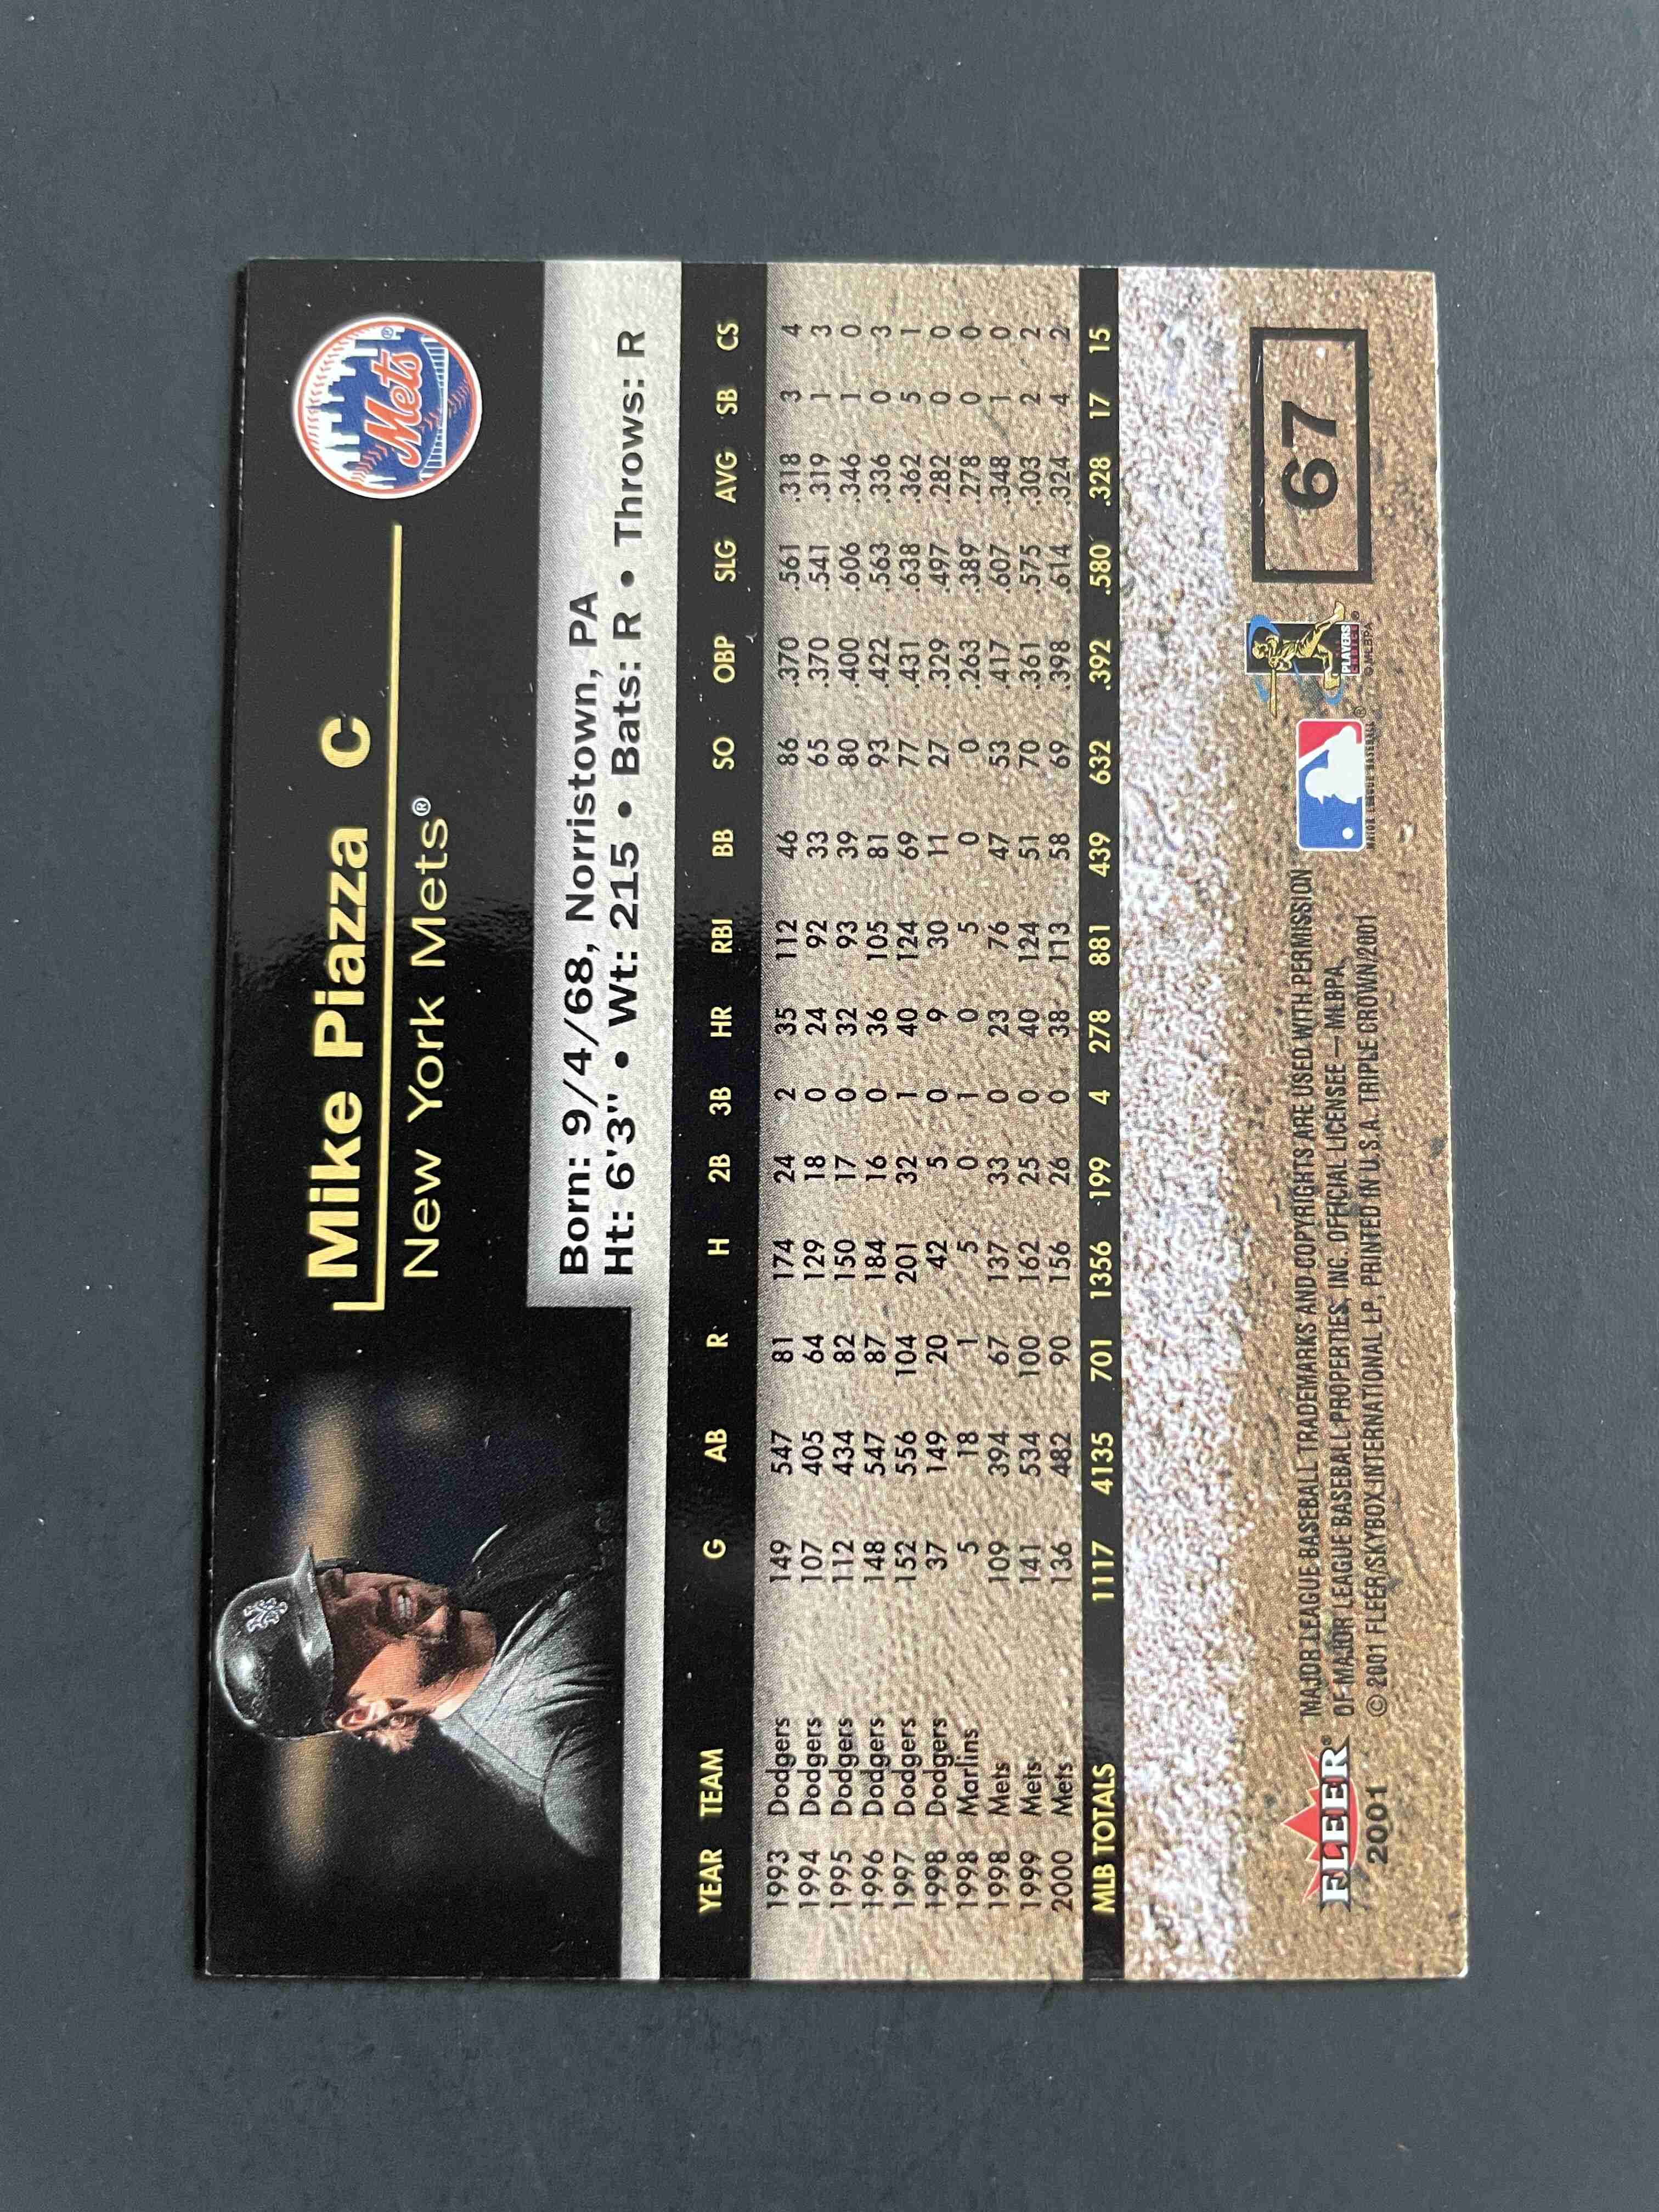 Mike Piazza C
New York Mets®
Mets
Born: 9/4/68, Norristown, PA
Ht: 6'3" • Wt: 215 • Bats: R • Throws: R
YEAR TEAM G AB R H 2B 3B HR RBI BB SO OBP SLG AVG SB CS
1993 Dodgers 149 547 81 174 24 2 35 112 46 86 .370 .561 .318 3 4
1994 Dodgers 107 405 64 129 18 0 24 92 33 65 .370 .541 .319 1 3
1995 Dodgers 112 434 82 150 17 0 32 93 39 80 .400 .606 .346 1 0
1996 Dodgers 148 547 87 184 16 0 36 105 81 93 .422 .563 .336 0 3
1997 Dodgers 152 556 104 201 32 1 40 124 69 77 .431 .638 .362 5 1
1998 Dodgers 37 149 20 42 5 0 9 30 11 27 .329 .497 .282 0 0
1998 Marlins 5 18 1 5 0 1 0 5 0 0 .263 .389 .278 0 0
1998 Mets 109 394 67 137 33 0 23 76 47 53 .417 .607 .348 1 0
1999 Mets 141 534 100 162 25 0 40 124 51 70 .361 .575 .303 2 2
2000 Mets 136 482 90 156 26 0 38 113 58 69 .398 .614 .324 4 2
MLB TOTALS 1117 4135 701 1356 199 4 278 881 439 632 .392 .580 .328 17 15
FLEER®
2001
MAJOR LEAGUE BASEBALL TRADEMARKS AND COPYRIGHTS ARE USED WITH PERMISSION
OF MAJOR LEAGUE BASEBALL PROPERTIES, INC. OFFICIAL LICENSEE — MLBPA.
© 2001 FLEER/SKYBOX INTERNATIONAL LP, PRINTED IN U.S.A. TRIPLE CROWN/2001
MAJOR LEAGUE BASEBALL
PLAYERS
CHOICE
© MLBPA
67